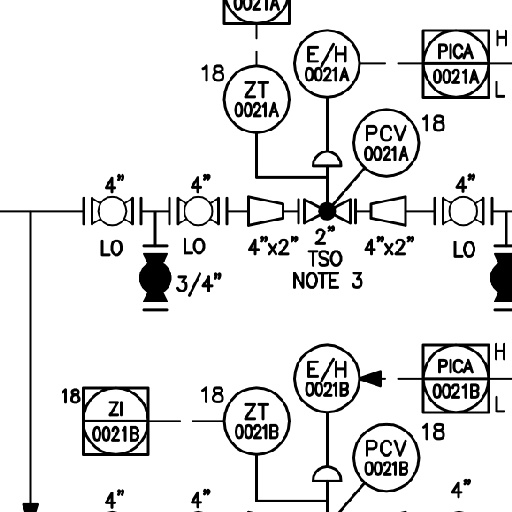 0021A
E/H
0021A
PICA
0021A
H
L
18
ZT
0021A
PCV
0021A
18
4"
4"
4"
LO
LO
4"x2"
2"
4"x2"
LO
TSO
NOTE 3
3/4"
E/H
0021B
PICA
0021B
H
L
18
ZI
0021B
18
ZT
0021B
PCV
0021B
18
4"
4"
4"